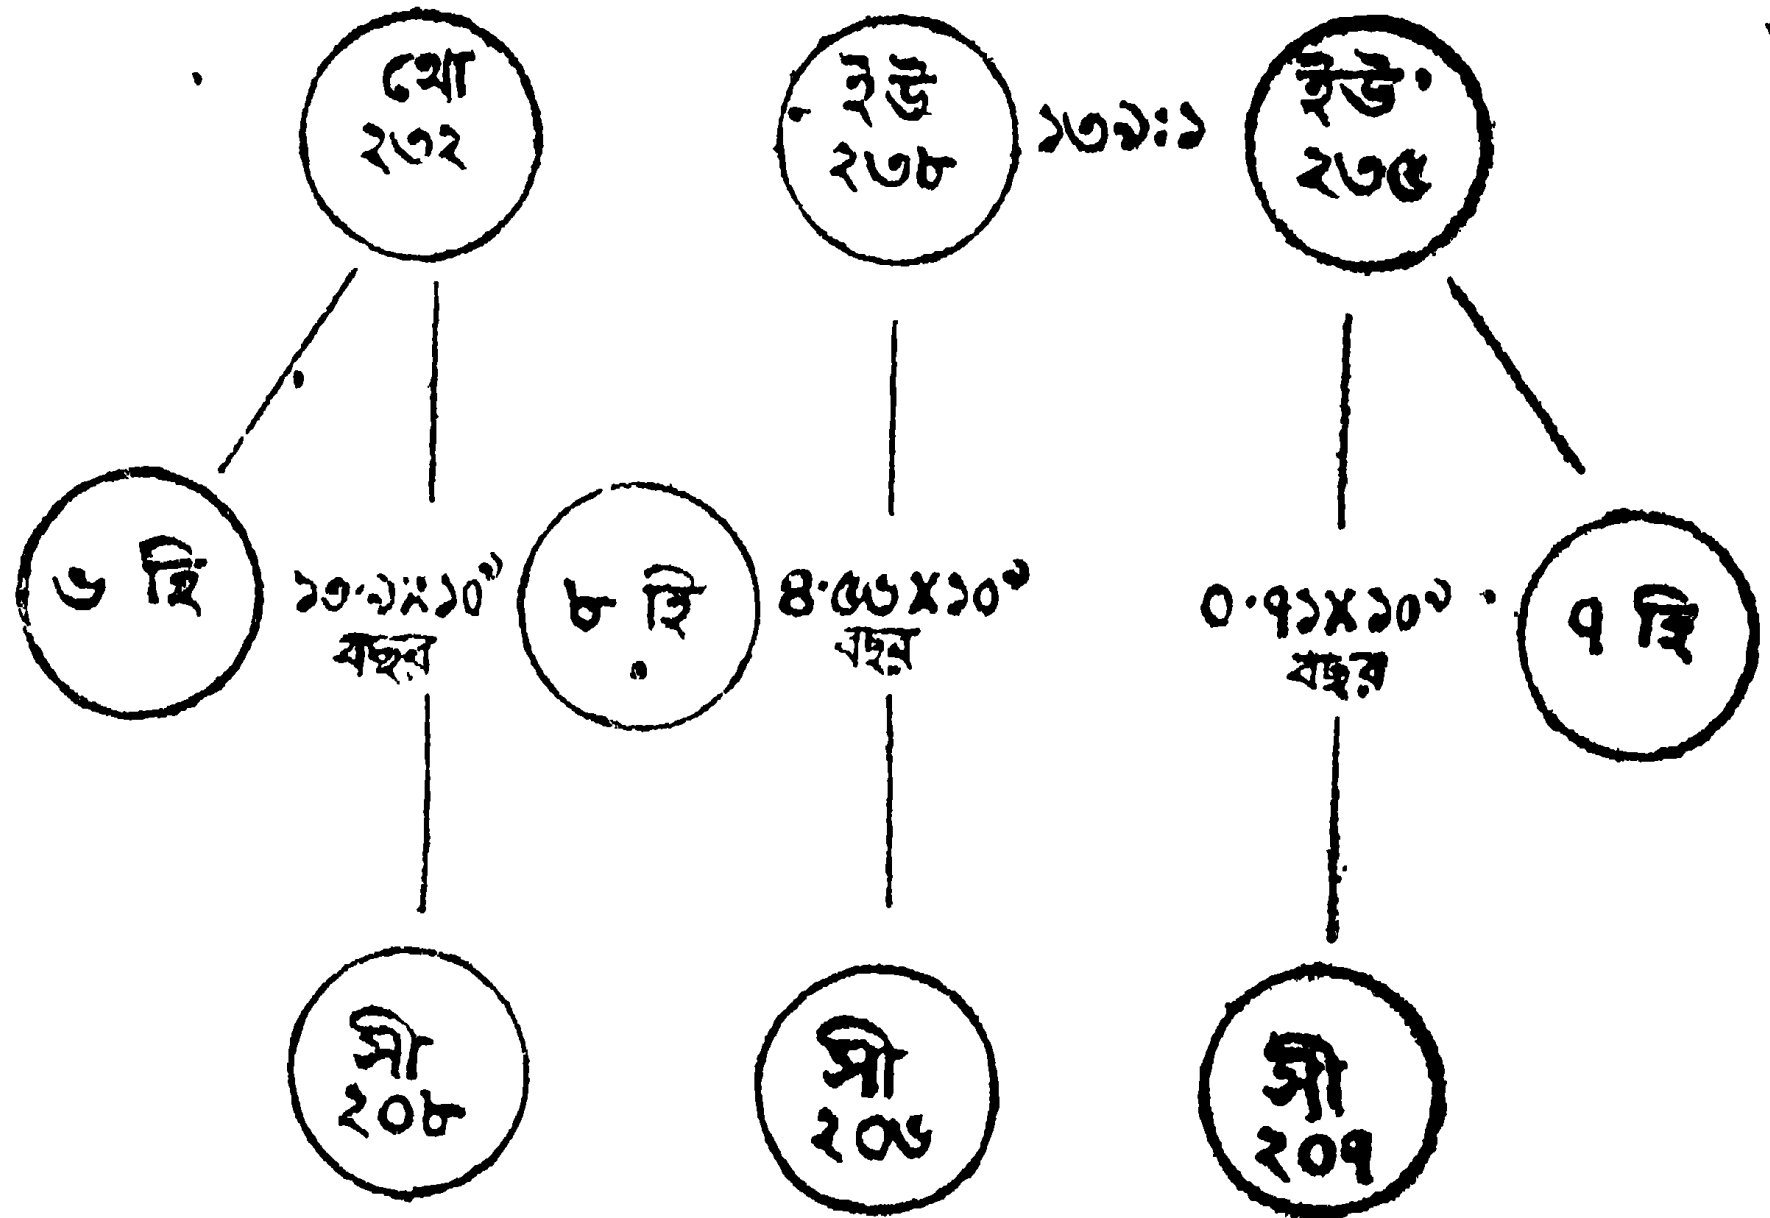 থো
২৩২
ইউ
২৩৮
১৩৯:১
ইউ
২৩৫
৬ হি
১৩·৯×১০⁹
বছর
৮ হি
৪·৫৬×১০⁹
বছর
০·৭১×১০⁹
বছর
৭ হি
সী
২০৮
সী
২০৬
সী
২০৭